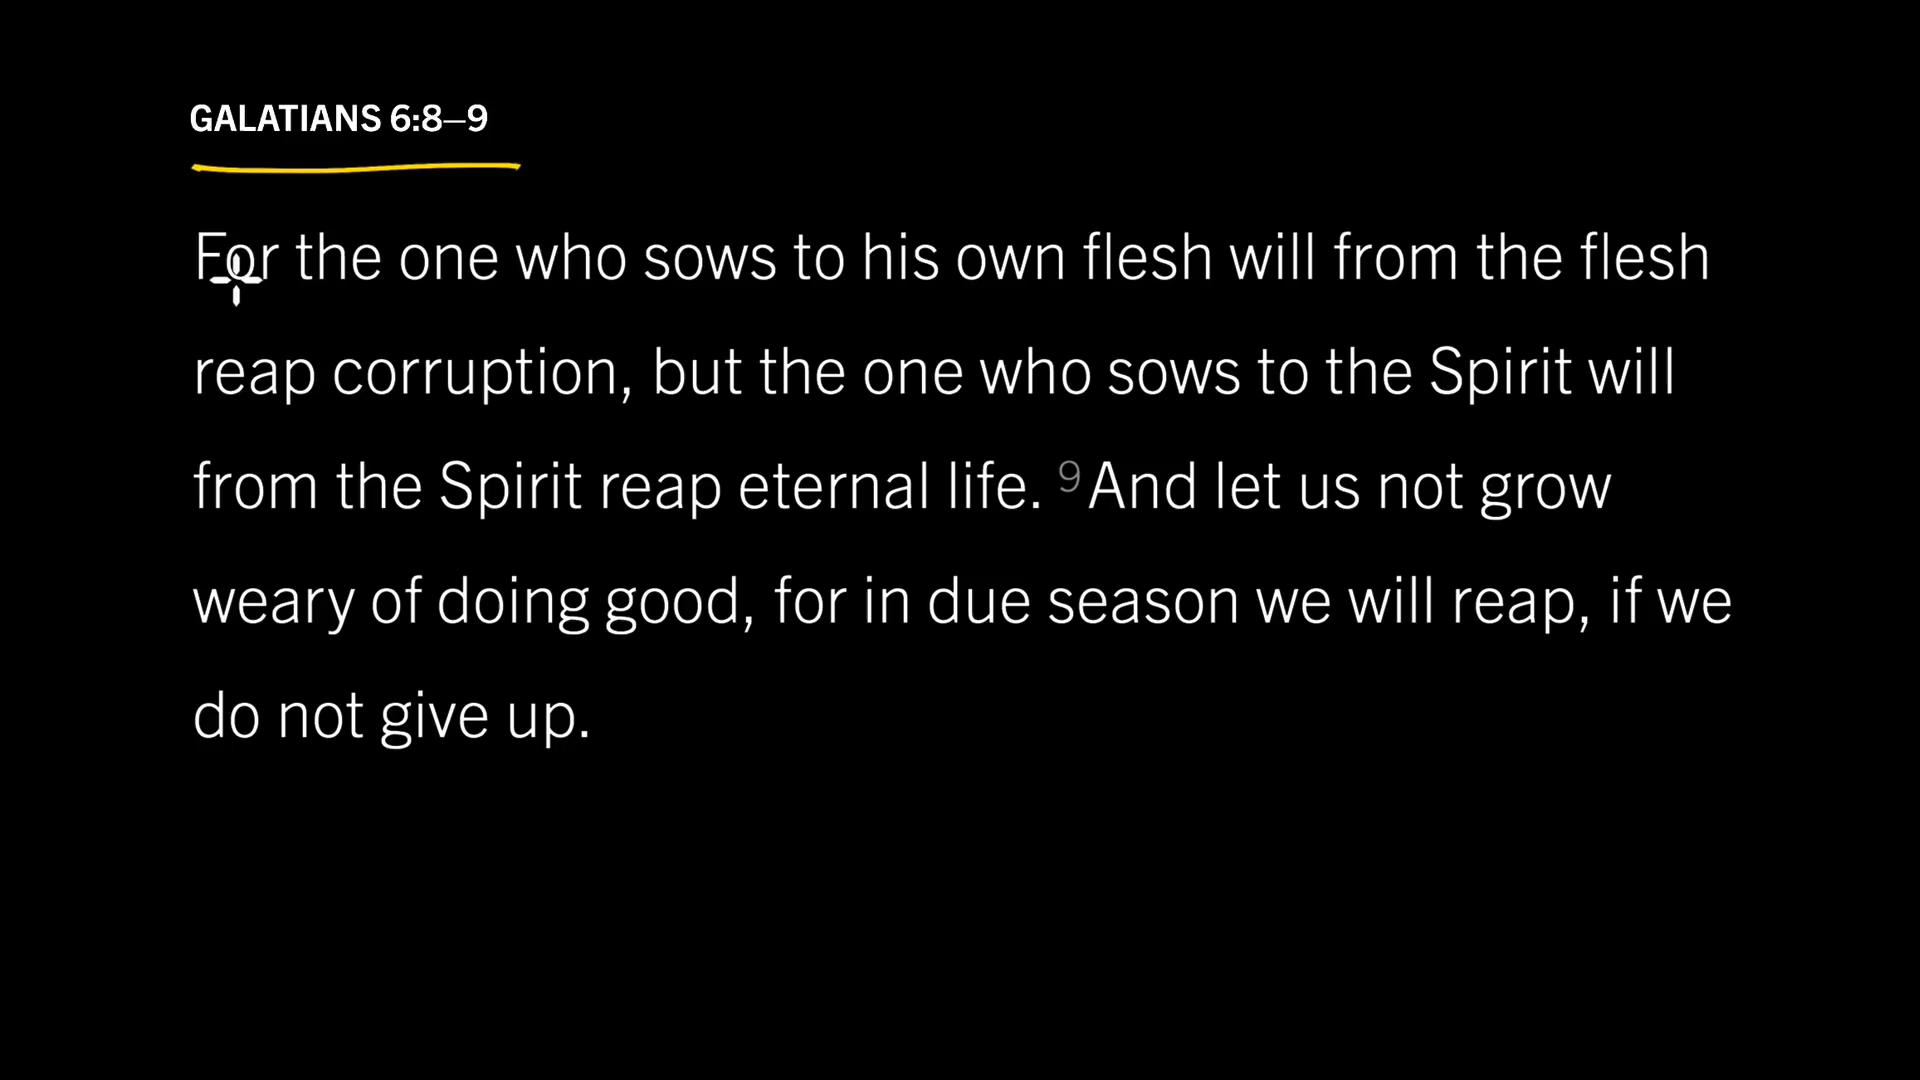 GALATIANS 6:8–9
For the one who sows to his own flesh will from the flesh
reap corruption, but the one who sows to the Spirit will
from the Spirit reap eternal life. 9 And let us not grow
weary of doing good, for in due season we will reap, if we
do not give up.